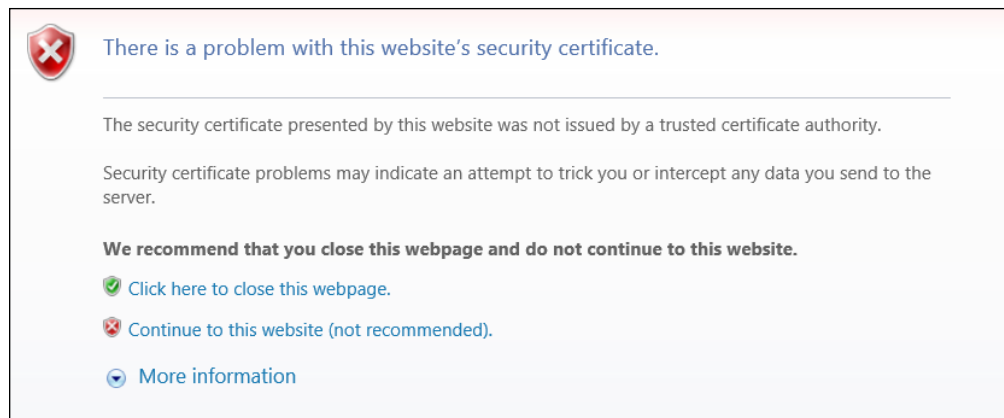 There is a problem with this website’s security certificate.
The security certificate presented by this website was not issued by a trusted certificate authority.
Security certificate problems may indicate an attempt to trick you or intercept any data you send to the
server.
We recommend that you close this webpage and do not continue to this website.
Click here to close this webpage.
Continue to this website (not recommended).
More information